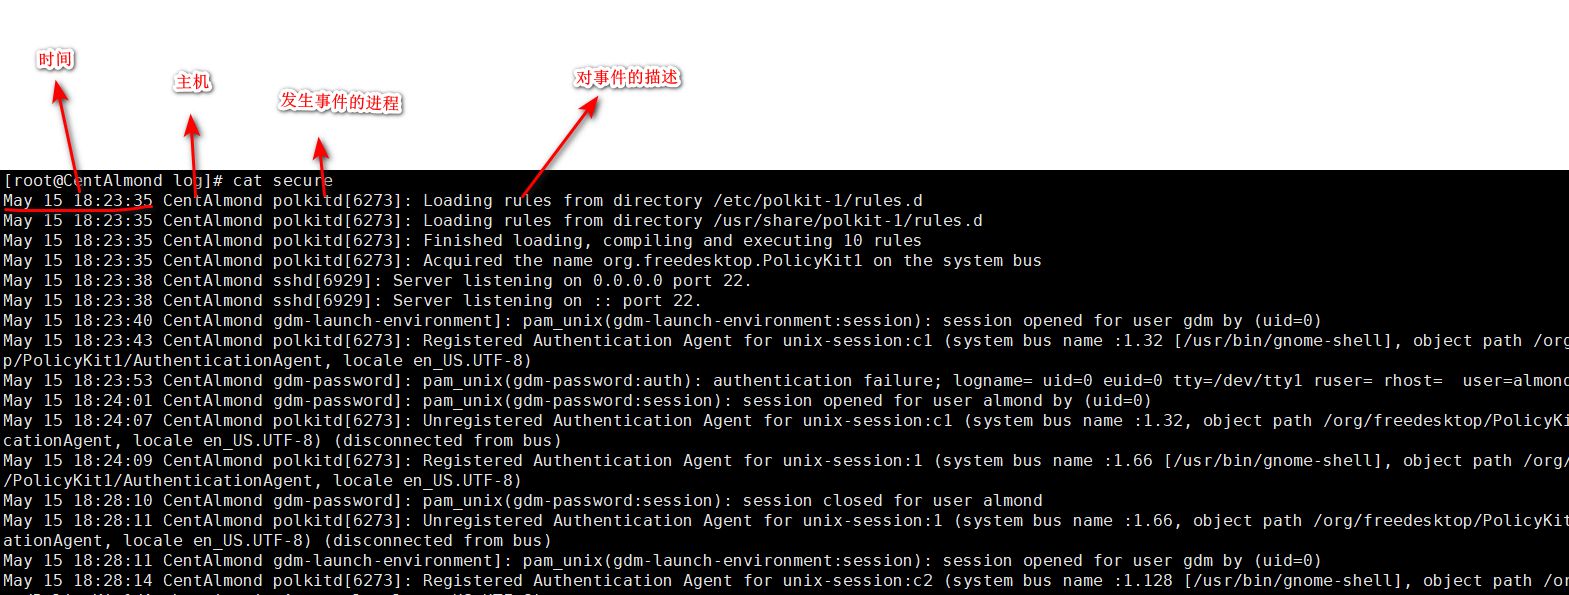 时间
主机
发生事件的进程
对事件的描述
[root@CentAlmond log]# cat secure
May 15 18:23:35 CentAlmond polkitd[6273]: Loading rules from directory /etc/polkit-1/rules.d
May 15 18:23:35 CentAlmond polkitd[6273]: Loading rules from directory /usr/share/polkit-1/rules.d
May 15 18:23:35 CentAlmond polkitd[6273]: Finished loading, compiling and executing 10 rules
May 15 18:23:35 CentAlmond polkitd[6273]: Acquired the name org.freedesktop.PolicyKit1 on the system bus
May 15 18:23:38 CentAlmond sshd[6929]: Server listening on 0.0.0.0 port 22.
May 15 18:23:38 CentAlmond sshd[6929]: Server listening on :: port 22.
May 15 18:23:40 CentAlmond gdm-launch-environment]: pam_unix(gdm-launch-environment:session): session opened for user gdm by (uid=0)
May 15 18:23:43 CentAlmond polkitd[6273]: Registered Authentication Agent for unix-session:c1 (system bus name :1.32 [/usr/bin/gnome-shell], object path /org
p/PolicyKit1/AuthenticationAgent, locale en_US.UTF-8)
May 15 18:23:53 CentAlmond gdm-password]: pam_unix(gdm-password:auth): authentication failure; logname= uid=0 euid=0 tty=/dev/tty1 ruser= rhost=  user=almond
May 15 18:24:01 CentAlmond gdm-password]: pam_unix(gdm-password:session): session opened for user almond by (uid=0)
May 15 18:24:07 CentAlmond polkitd[6273]: Unregistered Authentication Agent for unix-session:c1 (system bus name :1.32, object path /org/freedesktop/PolicyKi
cationAgent, locale en_US.UTF-8) (disconnected from bus)
May 15 18:24:09 CentAlmond polkitd[6273]: Registered Authentication Agent for unix-session:1 (system bus name :1.66 [/usr/bin/gnome-shell], object path /org/
/PolicyKit1/AuthenticationAgent, locale en_US.UTF-8)
May 15 18:28:10 CentAlmond gdm-password]: pam_unix(gdm-password:session): session closed for user almond
May 15 18:28:11 CentAlmond polkitd[6273]: Unregistered Authentication Agent for unix-session:1 (system bus name :1.66, object path /org/freedesktop/PolicyKit
ationAgent, locale en_US.UTF-8) (disconnected from bus)
May 15 18:28:11 CentAlmond gdm-launch-environment]: pam_unix(gdm-launch-environment:session): session opened for user gdm by (uid=0)
May 15 18:28:14 CentAlmond polkitd[6273]: Registered Authentication Agent for unix-session:c2 (system bus name :1.128 [/usr/bin/gnome-shell], object path /or